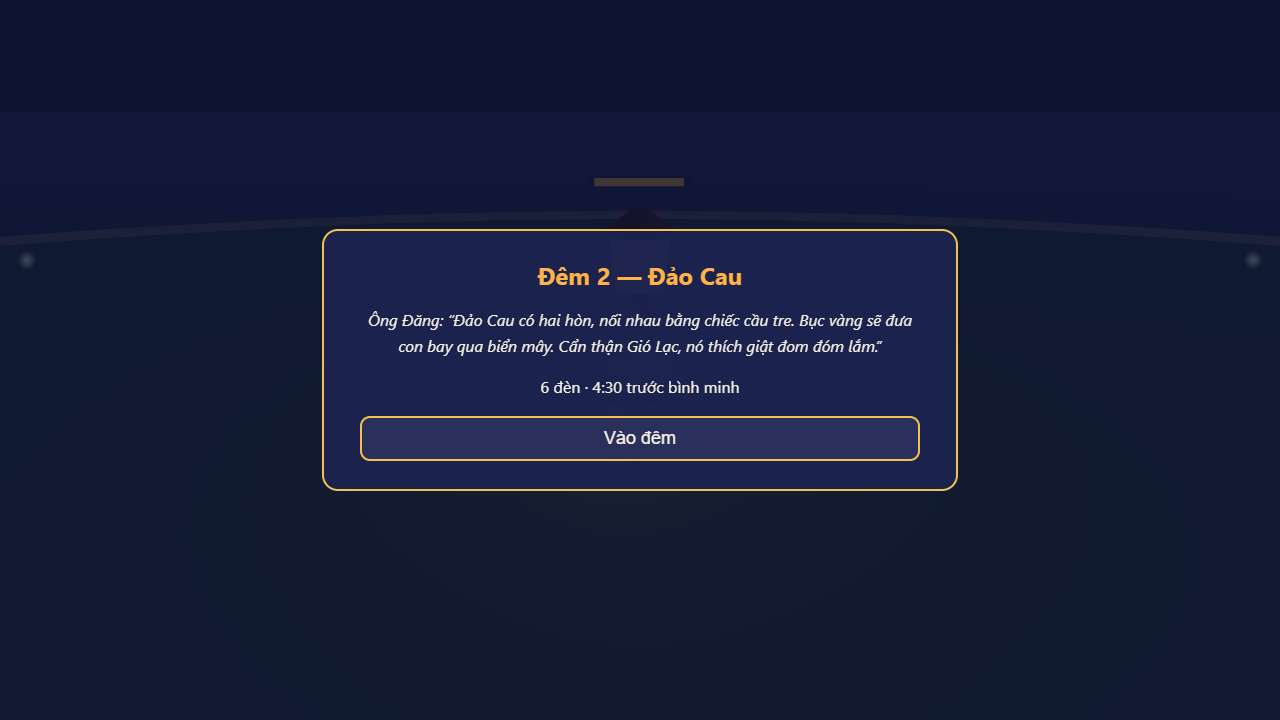 Đêm 2 — Đảo Cau
Ông Đăng: “Đảo Cau có hai hòn, nối nhau bằng chiếc cầu tre. Bục vàng sẽ đưa
con bay qua biển mây. Cẩn thận Gió Lạc, nó thích giật đom đóm lắm.”
6 đèn · 4:30 trước bình minh
Vào đêm